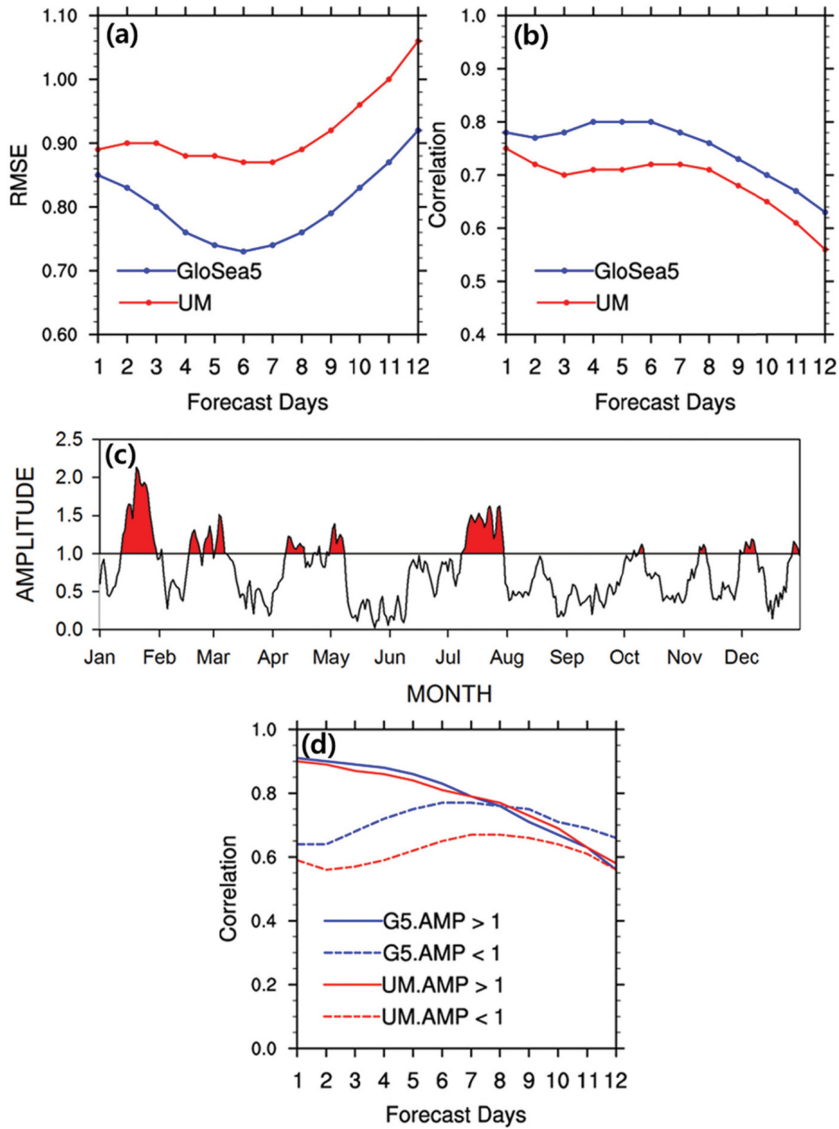 (a)
RMSE
1.10
1.00
0.90
0.80
0.70
0.60
GloSea5
UM
1 2 3 4 5 6 7 8 9 10 11 12
Forecast Days
(b)
Correlation
1.0
0.9
0.8
0.7
0.6
0.5
0.4
GloSea5
UM
1 2 3 4 5 6 7 8 9 10 11 12
Forecast Days
(c)
AMPLITUDE
2.5
2.0
1.5
1.0
0.5
0.0
Jan Feb Mar Apr May Jun Jul Aug Sep Oct Nov Dec
MONTH
(d)
Correlation
1.0
0.8
0.6
0.4
0.2
0.0
G5.AMP > 1
G5.AMP < 1
UM.AMP > 1
UM.AMP < 1
1 2 3 4 5 6 7 8 9 10 11 12
Forecast Days